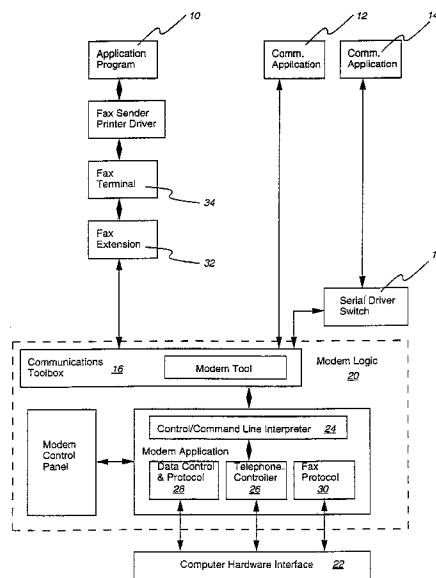 10
12
14
Application
Program
Comm.
Application
Comm.
Application
Fax Sender
Printer Driver
Fax
Terminal
34
Fax
Extension
32
Serial Driver
Switch
Communications
Toolbox 16
Modem Tool
Modem Logic
20
Control/Command Line Interpreter 24
Modem Application
Modem
Control
Panel
Data Control
& Protocol
28
Telephone
Controller
26
Fax
Protocol
30
Computer Hardware Interface 22